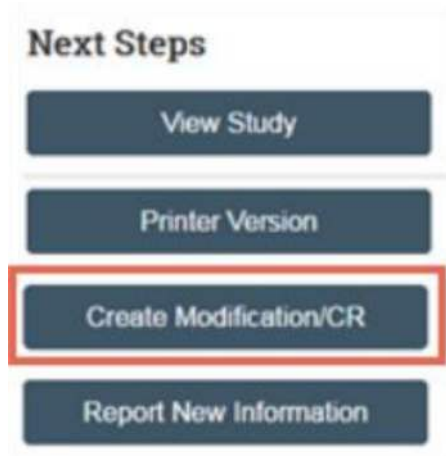 Next Steps
View Study
Printer Version
Create Modification/CR
Report New Information